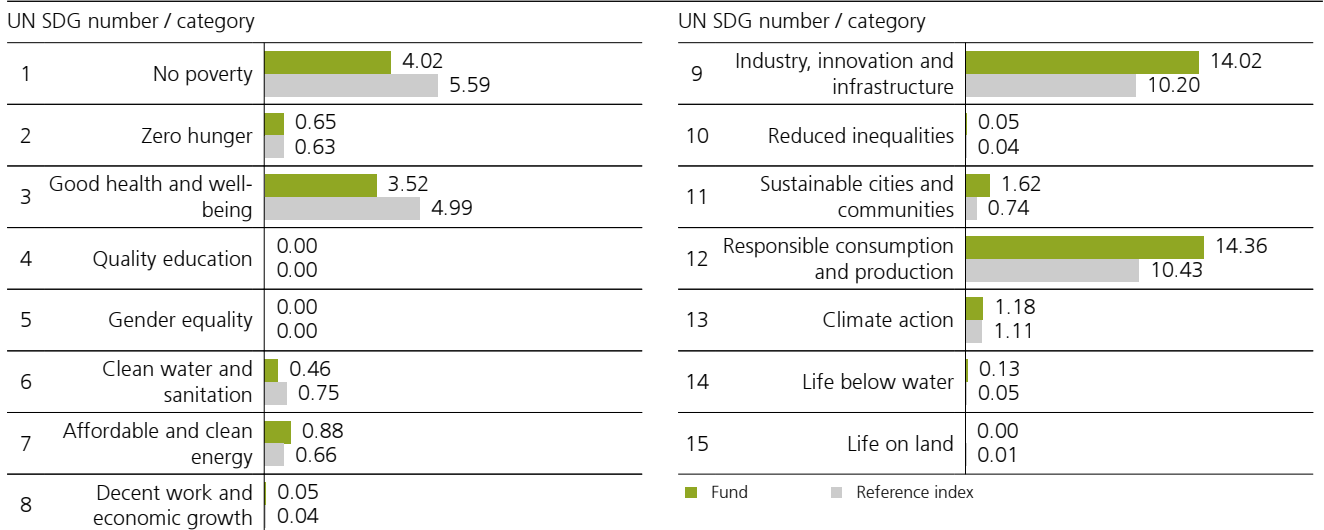 UN SDG number / category
1 No poverty 4.02
5.59
2 Zero hunger 0.65
0.63
3 Good health and well-
being 3.52
4.99
4 Quality education 0.00
0.00
5 Gender equality 0.00
0.00
6 Clean water and
sanitation 0.46
0.75
7 Affordable and clean
energy 0.88
0.66
8 Decent work and
economic growth 0.05
0.04
UN SDG number / category
9 Industry, innovation and
infrastructure 14.02
10.20
10 Reduced inequalities 0.05
0.04
11 Sustainable cities and
communities 1.62
0.74
12 Responsible consumption
and production 14.36
10.43
13 Climate action 1.18
1.11
14 Life below water 0.13
0.05
15 Life on land 0.00
0.01
Fund Reference index